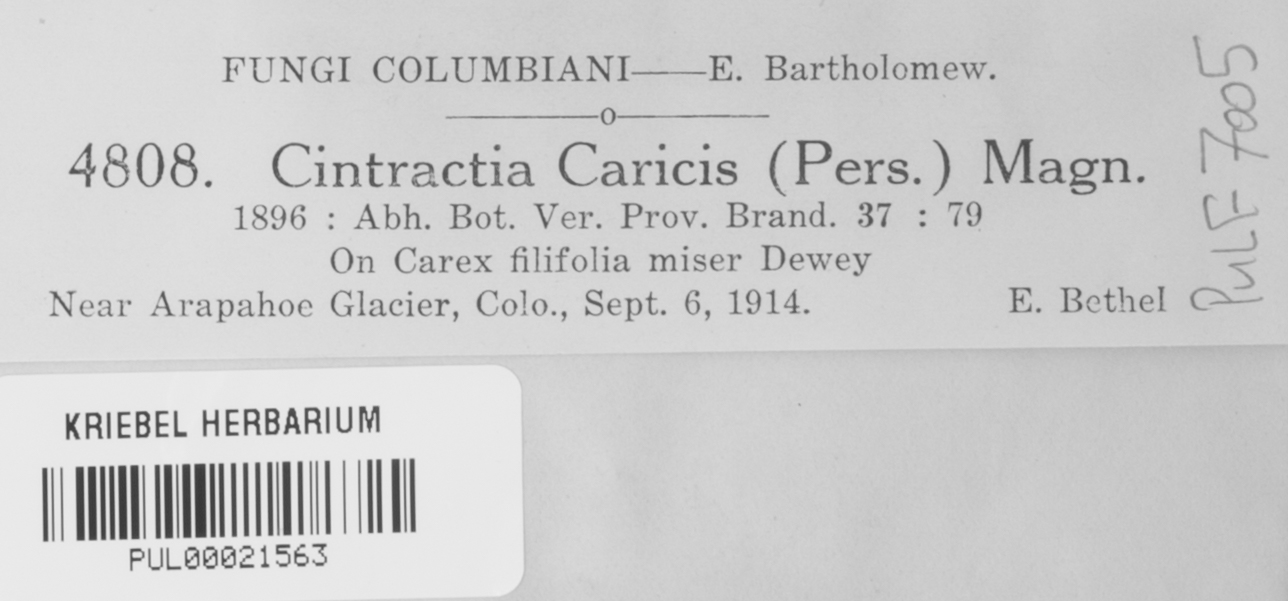 FUNGI COLUMBIANI——E. Bartholomew.
o
4808. Cintractia Caricis (Pers.) Magn.
1896 : Abh. Bot. Ver. Prov. Brand. 37 : 79
On Carex filifolia miser Dewey
Near Arapahoe Glacier, Colo., Sept. 6, 1914. E. Bethel
PULF 7005
KRIEBEL HERBARIUM
PUL00021563